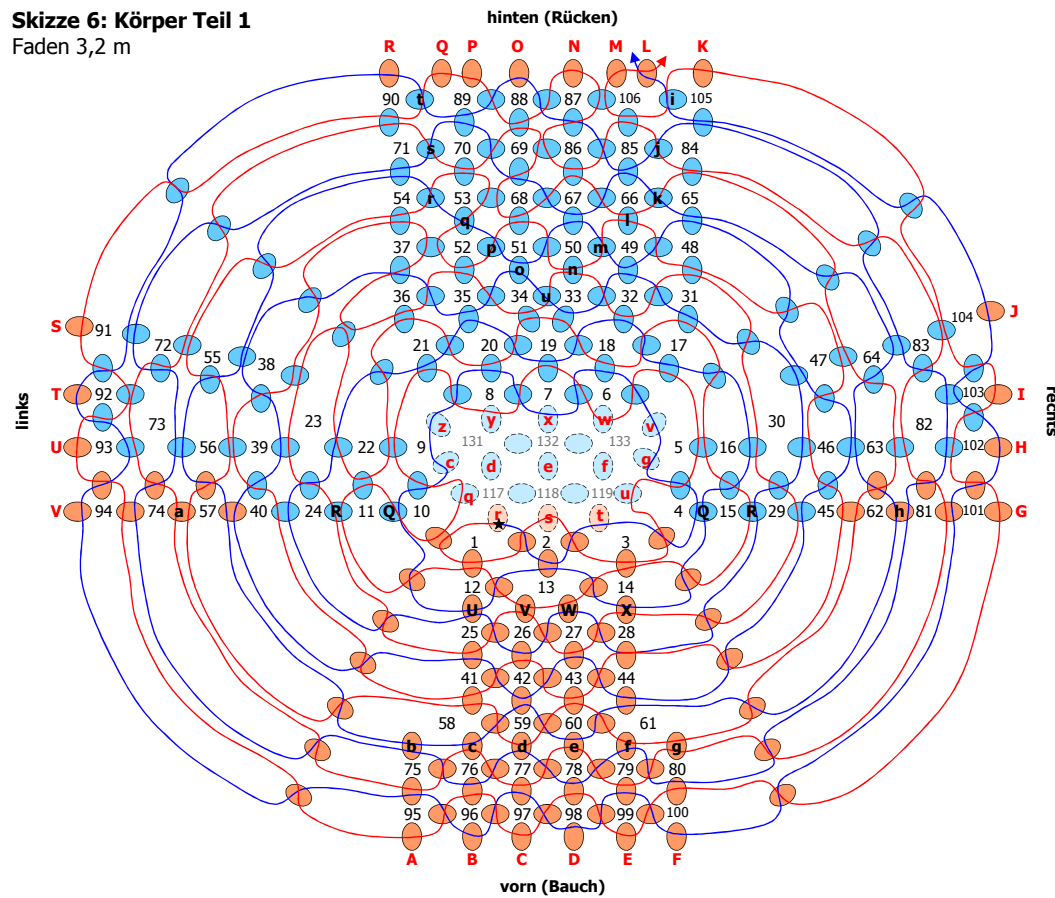 Skizze 6: Körper Teil 1
hinten (Rücken)
Faden 3,2 m
R Q P O N M L K
90 t 89 88 87 106 i 105
71 s 70 69 86 85 j 84
54 r 53 68 67 66 k 65
q l
37 p 52 51 50 m 49 48
o n
36 35 34 u 33 32 31
S 91 104 J
72 55 38 21 20 19 18 17 47 64 83
T 92 8 7 6 103 I
links
rechts
z y x w v
73 23 30 82
131 132 133
U 93 56 39 22 9 5 16 46 63 102 H
c d e f g
q 117 118 119 u
V 94 74 a 57 40 24 R 11 Q 10 r s t 4 Q 15 R 29 45 62 h 81 101 G
1 2 3
12 13 14
U V W X
25 26 27 28
41 42 43 44
58 59 60 61
b c d e f g
75 76 77 78 79 80
95 96 97 98 99 100
A B C D E F
vorn (Bauch)